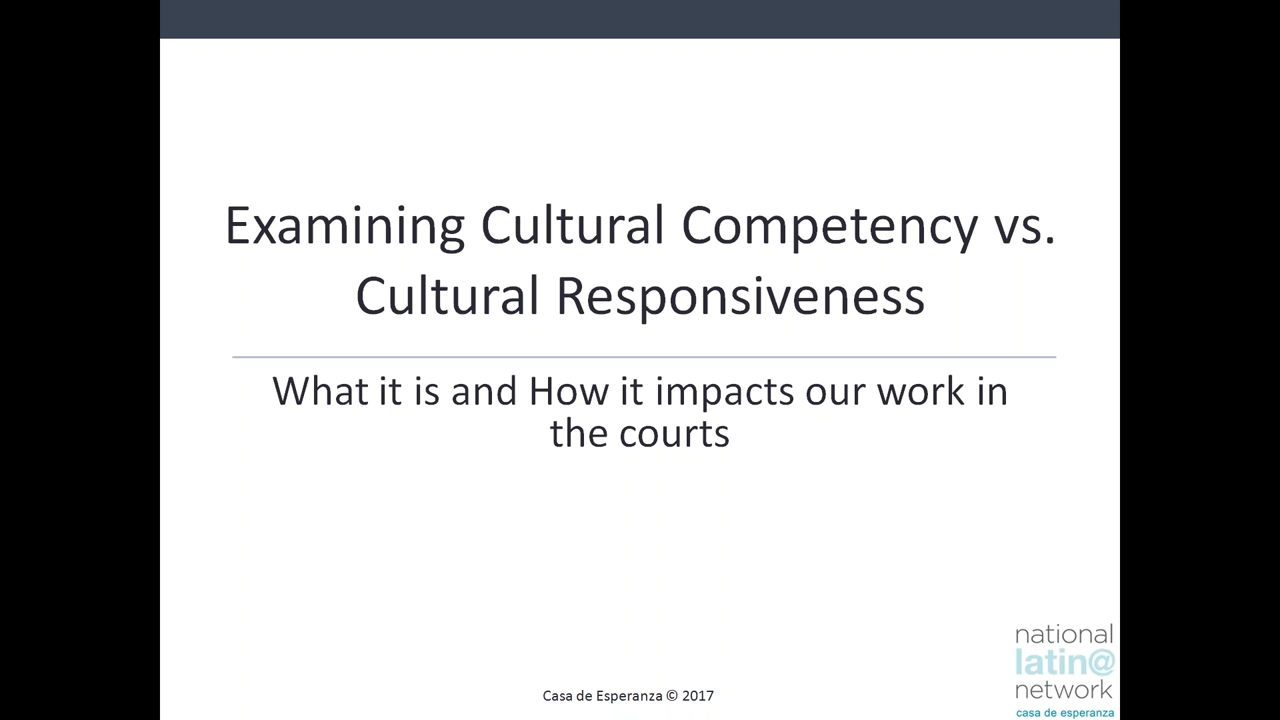 Examining Cultural Competency vs.
Cultural Responsiveness
What it is and How it impacts our work in
the courts
Casa de Esperanza © 2017
national
latin@
network
casa de esperanza